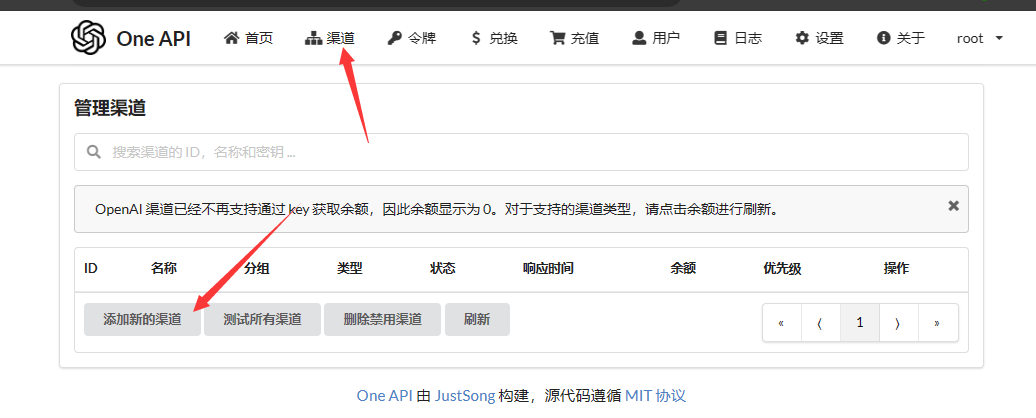 One API 首页 渠道 令牌 兑换 充值 用户 日志 设置 关于 root
管理渠道
搜索渠道的 ID，名称和密钥 ...
OpenAI 渠道已经不再支持通过 key 获取余额，因此余额显示为 0。对于支持的渠道类型，请点击余额进行刷新。
ID 名称 分组 类型 状态 响应时间 余额 优先级 操作
添加新的渠道 测试所有渠道 删除禁用渠道 刷新 « ⟨ 1 ⟩ »
One API 由 JustSong 构建，源代码遵循 MIT 协议